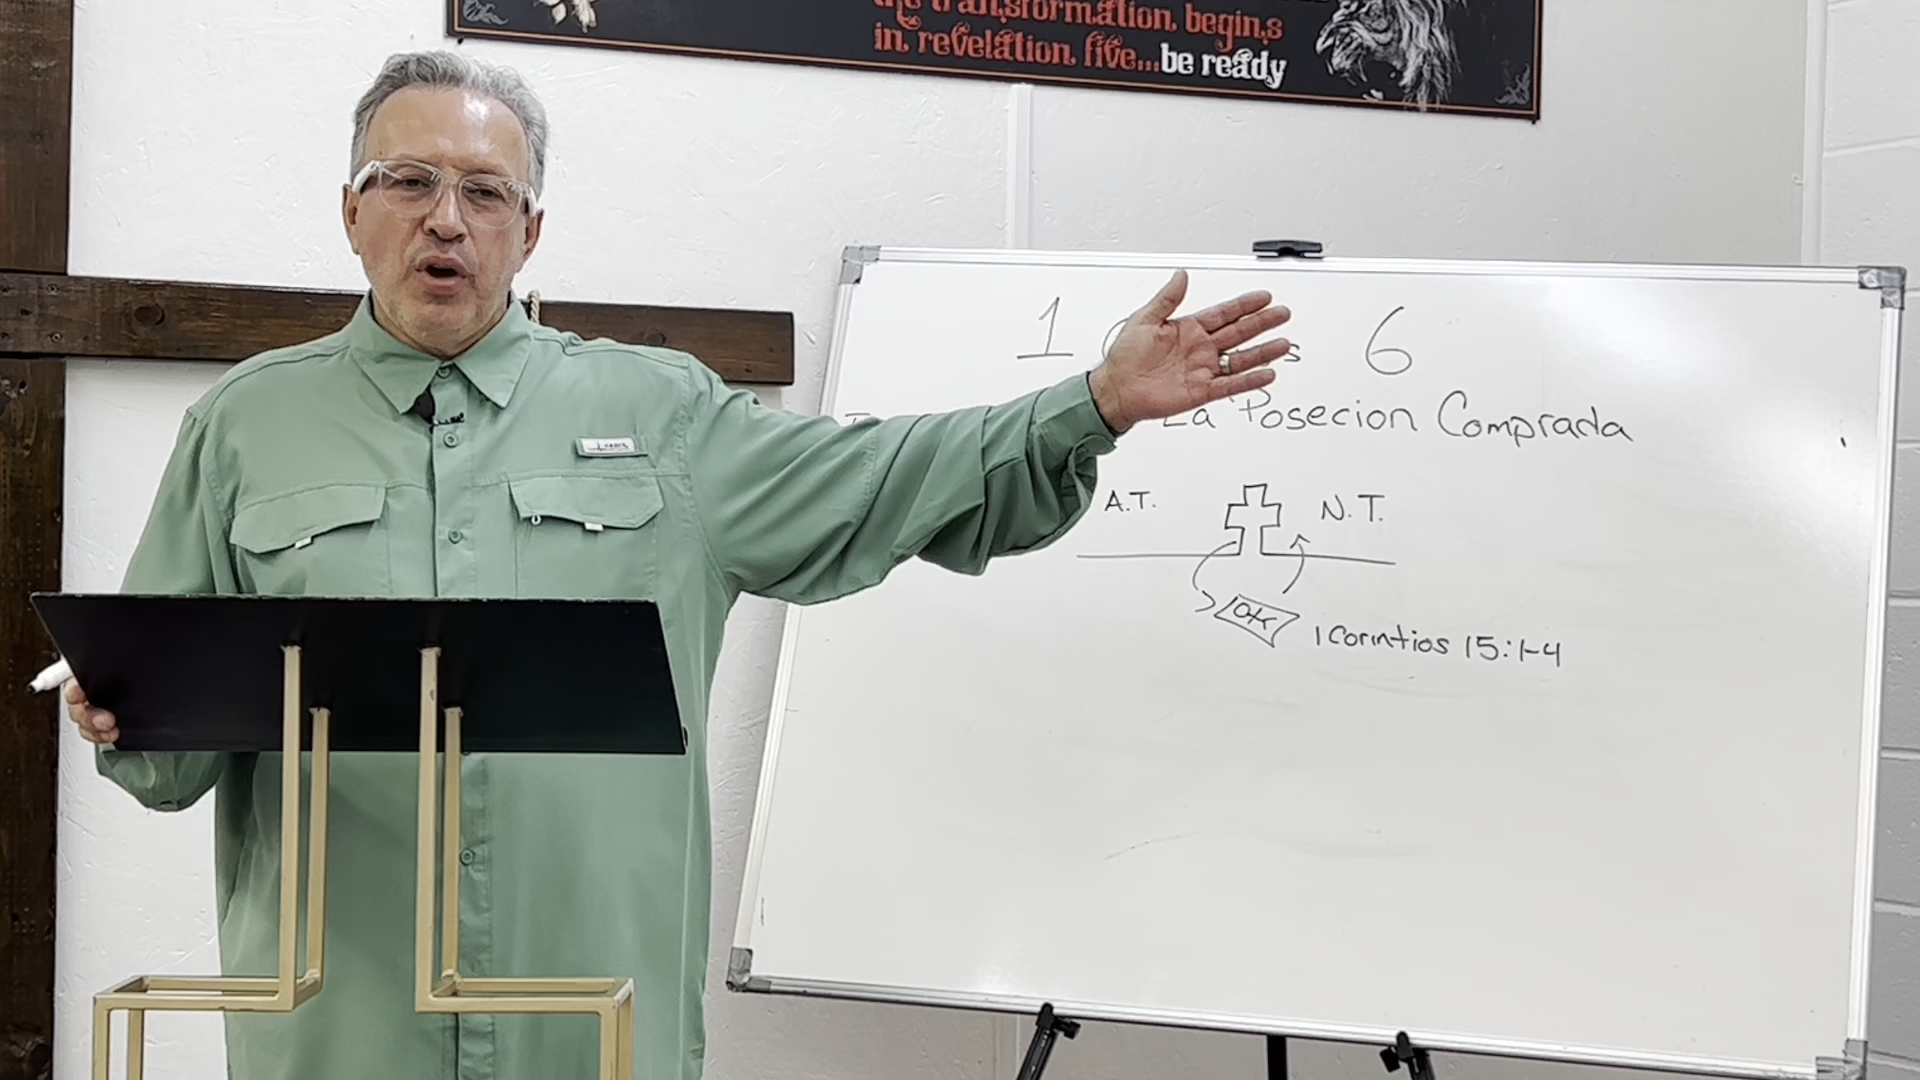 the transformation begins
in revelation five...be ready
1 6
La Posecion Comprada
A.T. N.T.
1 Corintios 15:1-4